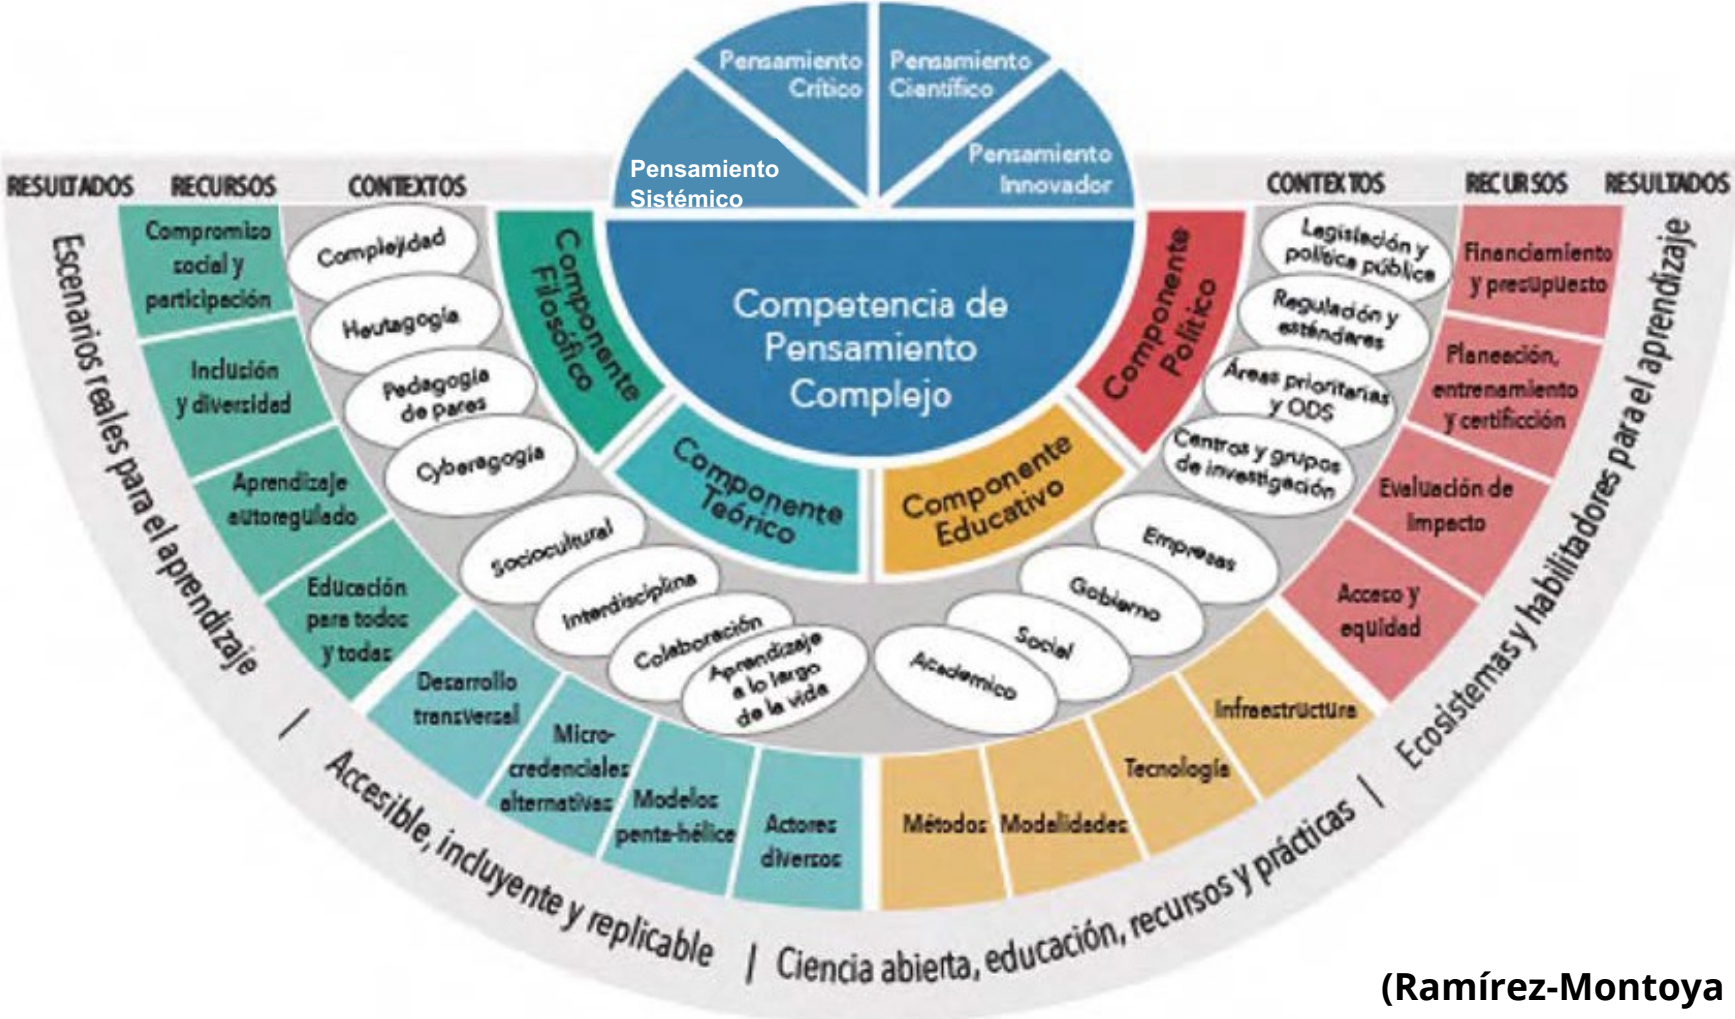 Pensamiento
Crítico
Pensamiento
Científico
Pensamiento
Sistémico
Pensamiento
Innovador
RESULTADOS
RECURSOS
CONTEXTOS
CONTEXTOS
RECURSOS
RESULTADOS
Competencia de
Pensamiento
Complejo
Componente
Filosófico
Componente
Teórico
Componente
Educativo
Componente
Político
Complejidad
Heutagogía
Pedagogía
de pares
Cyberagogía
Sociocultural
Interdisciplina
Colaboración
Aprendizaje
a lo largo
de la vida
Académico
Social
Gobierno
Empresas
Centros y grupos
de investigación
Áreas prioritarias
y ODS
Regulación y
estándares
Legislación y
política pública
Compromiso
social y
participación
Inclusión
y diversidad
Aprendizaje
autoregulado
Educación
para todos
y todas
Desarrollo
transversal
Micro-
credenciales
alternativas
Modelos
penta-hélice
Actores
diversos
Métodos
Modalidades
Tecnología
Infraestructura
Acceso y
equidad
Evaluación de
impacto
Planeación,
entrenamiento
y certificción
Financiamiento
y presupuesto
Escenarios reales para el aprendizaje
|
Accesible, incluyente y replicable
|
Ciencia abierta, educación, recursos y prácticas
|
Ecosistemas y habilitadores para el aprendizaje
(Ramírez-Montoya